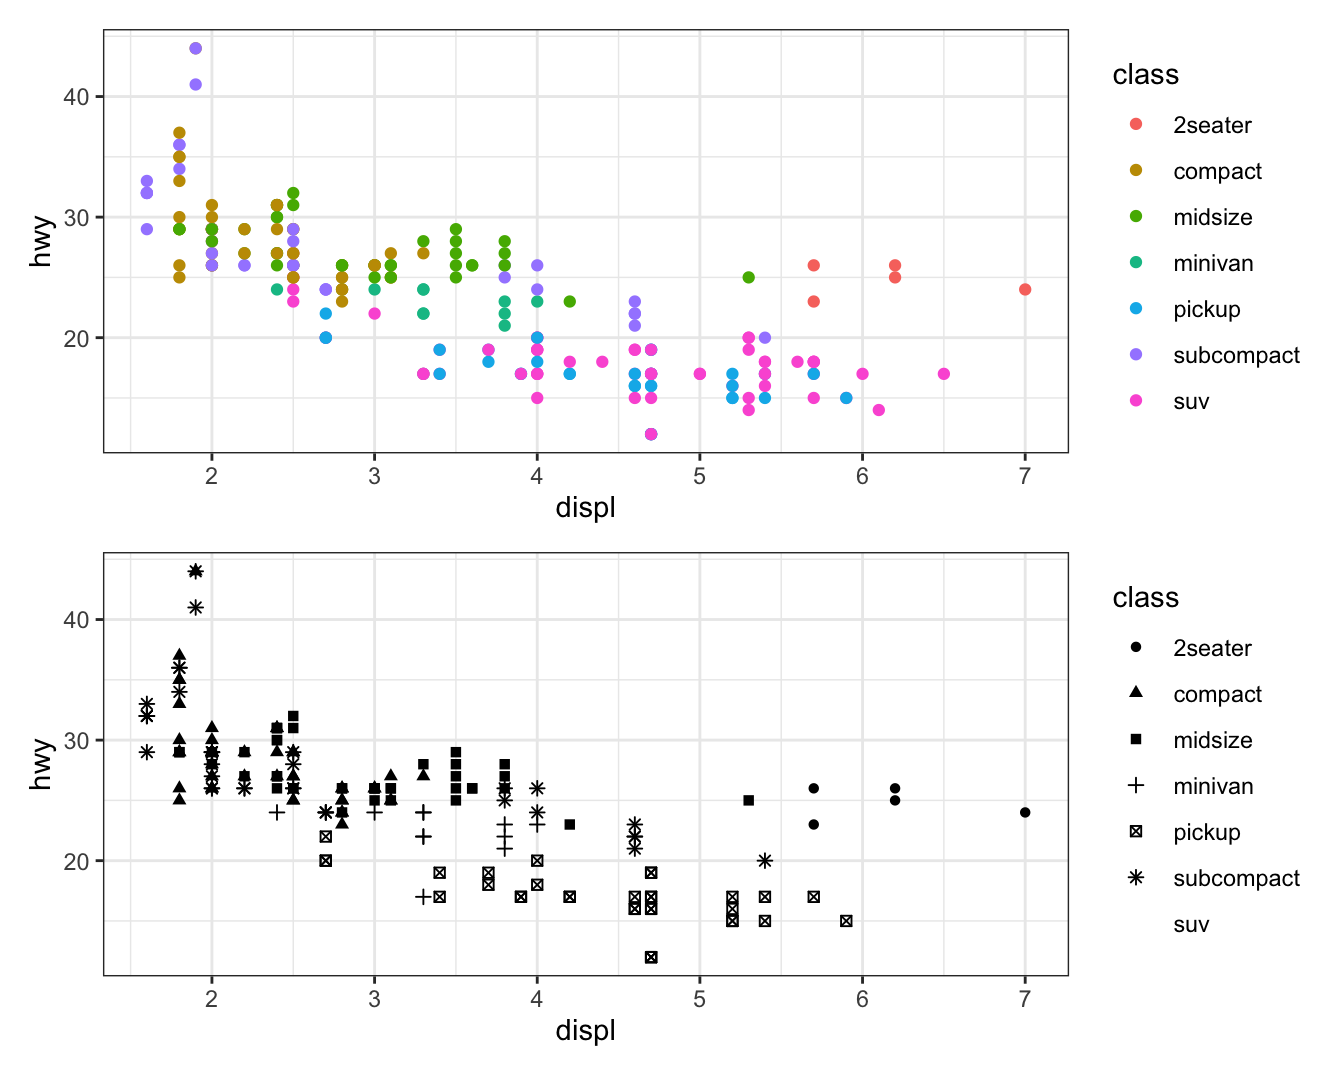 class
2seater
compact
midsize
minivan
pickup
subcompact
suv
hwy
40
30
20
2 3 4 5 6 7
displ
class
2seater
compact
midsize
minivan
pickup
subcompact
suv
hwy
40
30
20
2 3 4 5 6 7
displ